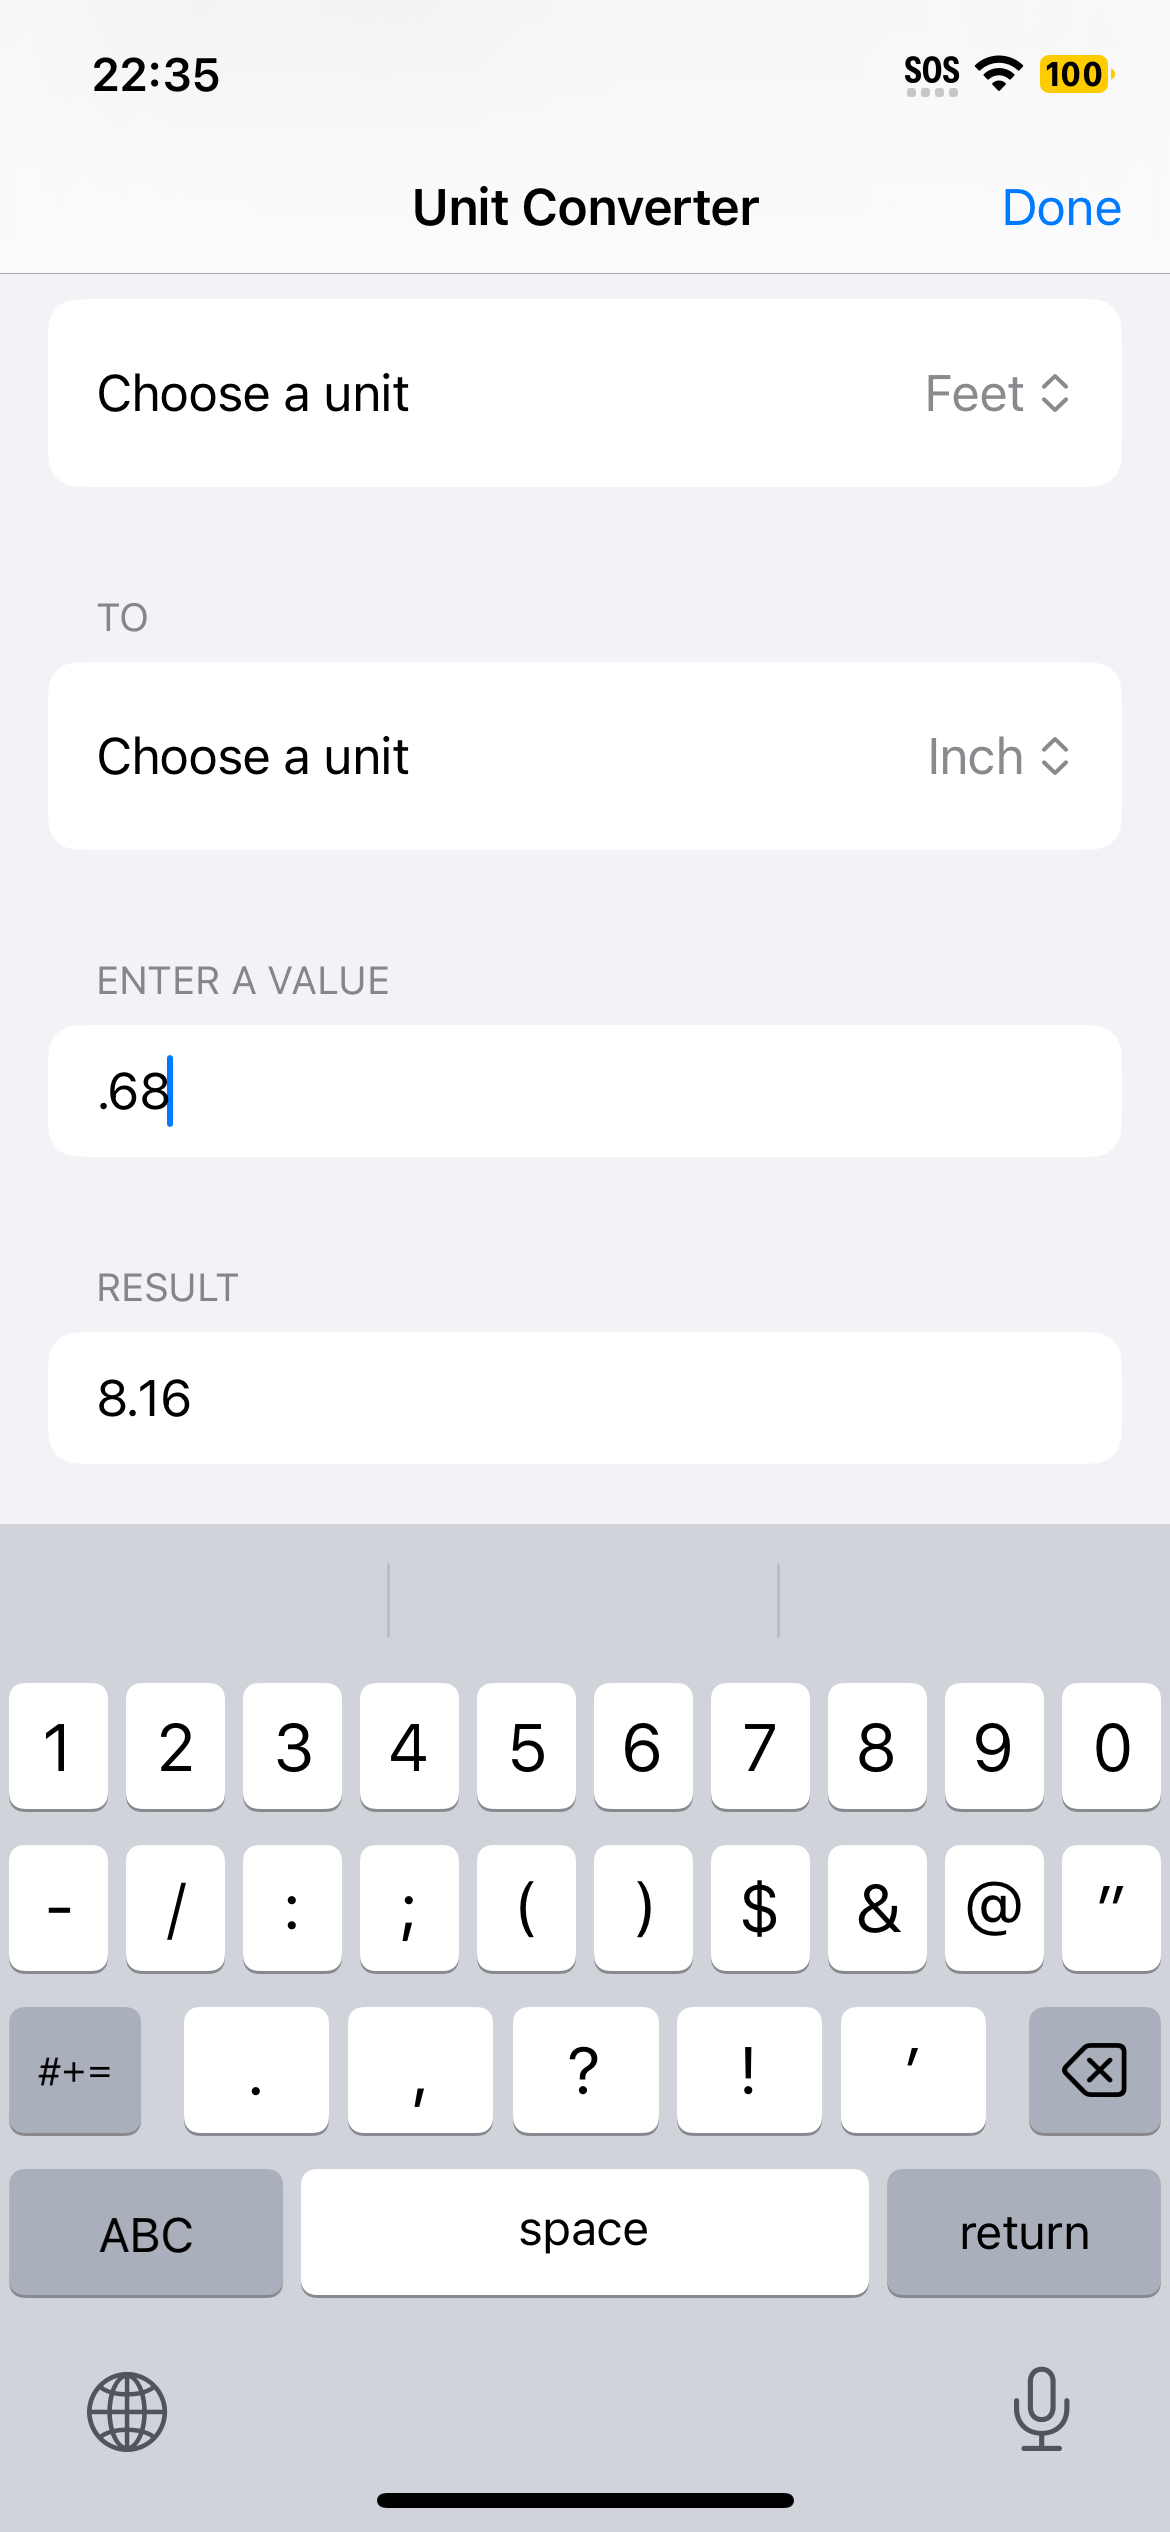 22:35 SOS 100
Unit Converter Done
Choose a unit Feet
TO
Choose a unit Inch
ENTER A VALUE
.68
RESULT
8.16
1 2 3 4 5 6 7 8 9 0
- / : ; ( ) $ & @ "
#+= . , ? ! '
ABC space return